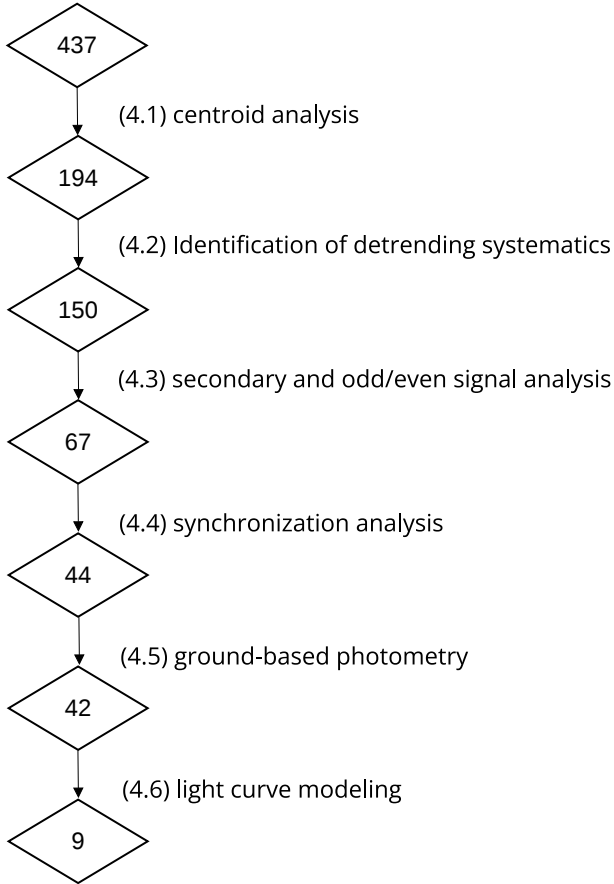 437
(4.1) centroid analysis
194
(4.2) Identification of detrending systematics
150
(4.3) secondary and odd/even signal analysis
67
(4.4) synchronization analysis
44
(4.5) ground-based photometry
42
(4.6) light curve modeling
9